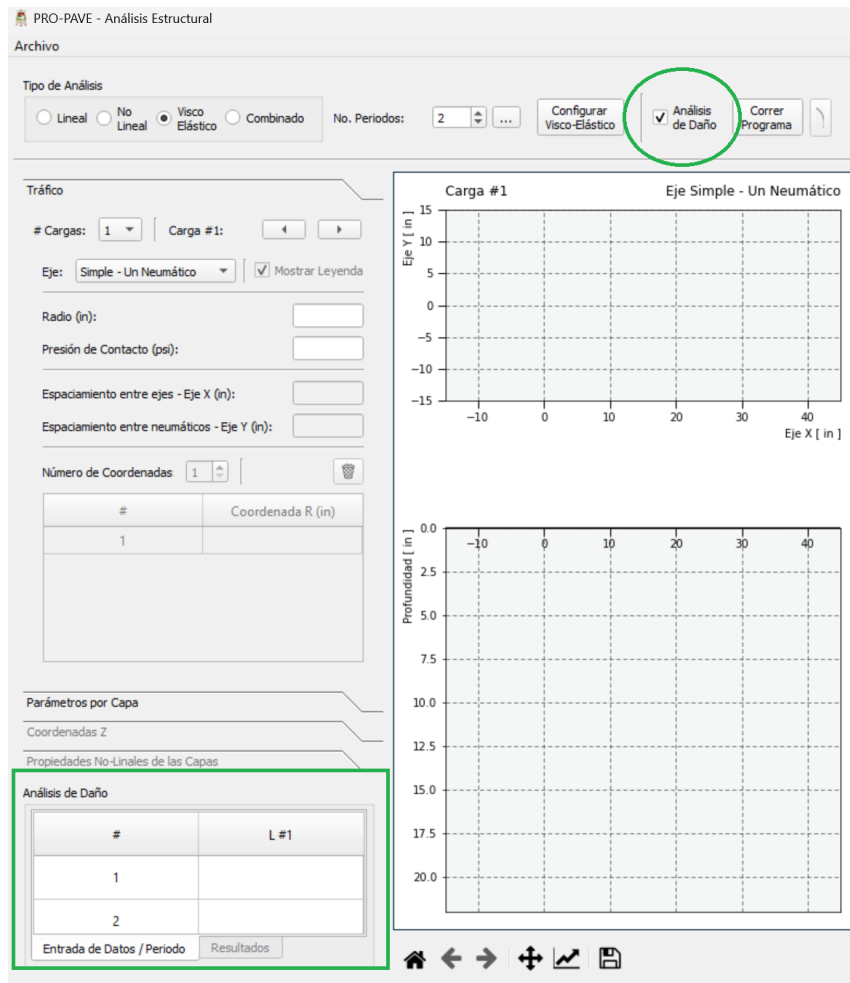 PRO-PAVE - Análisis Estructural
Archivo
Tipo de Análisis
Lineal
No Lineal
Visco Elástico
Combinado
No. Periodos:
2
...
Configurar Visco-Elástico
Análisis de Daño
Correr Programa
Tráfico
# Cargas:
1
Carga #1:
Eje:
Simple - Un Neumático
Mostrar Leyenda
Radio (in):
Presión de Contacto (psi):
Espaciamiento entre ejes - Eje X (in):
Espaciamiento entre neumáticos - Eje Y (in):
Número de Coordenadas
1
# Coordenada R (in)
1
Parámetros por Capa
Coordenadas Z
Propiedades No-Linales de las Capas
Análisis de Daño
# L #1
1
2
Entrada de Datos / Periodo
Resultados
Carga #1
Eje Simple - Un Neumático
Eje Y [ in ]
15
10
5
0
−5
−10
−15
−10 0 10 20 30 40
Eje X [ in ]
Profundidad [ in ]
0.0
−10 0 10 20 30 40
2.5
5.0
7.5
10.0
12.5
15.0
17.5
20.0